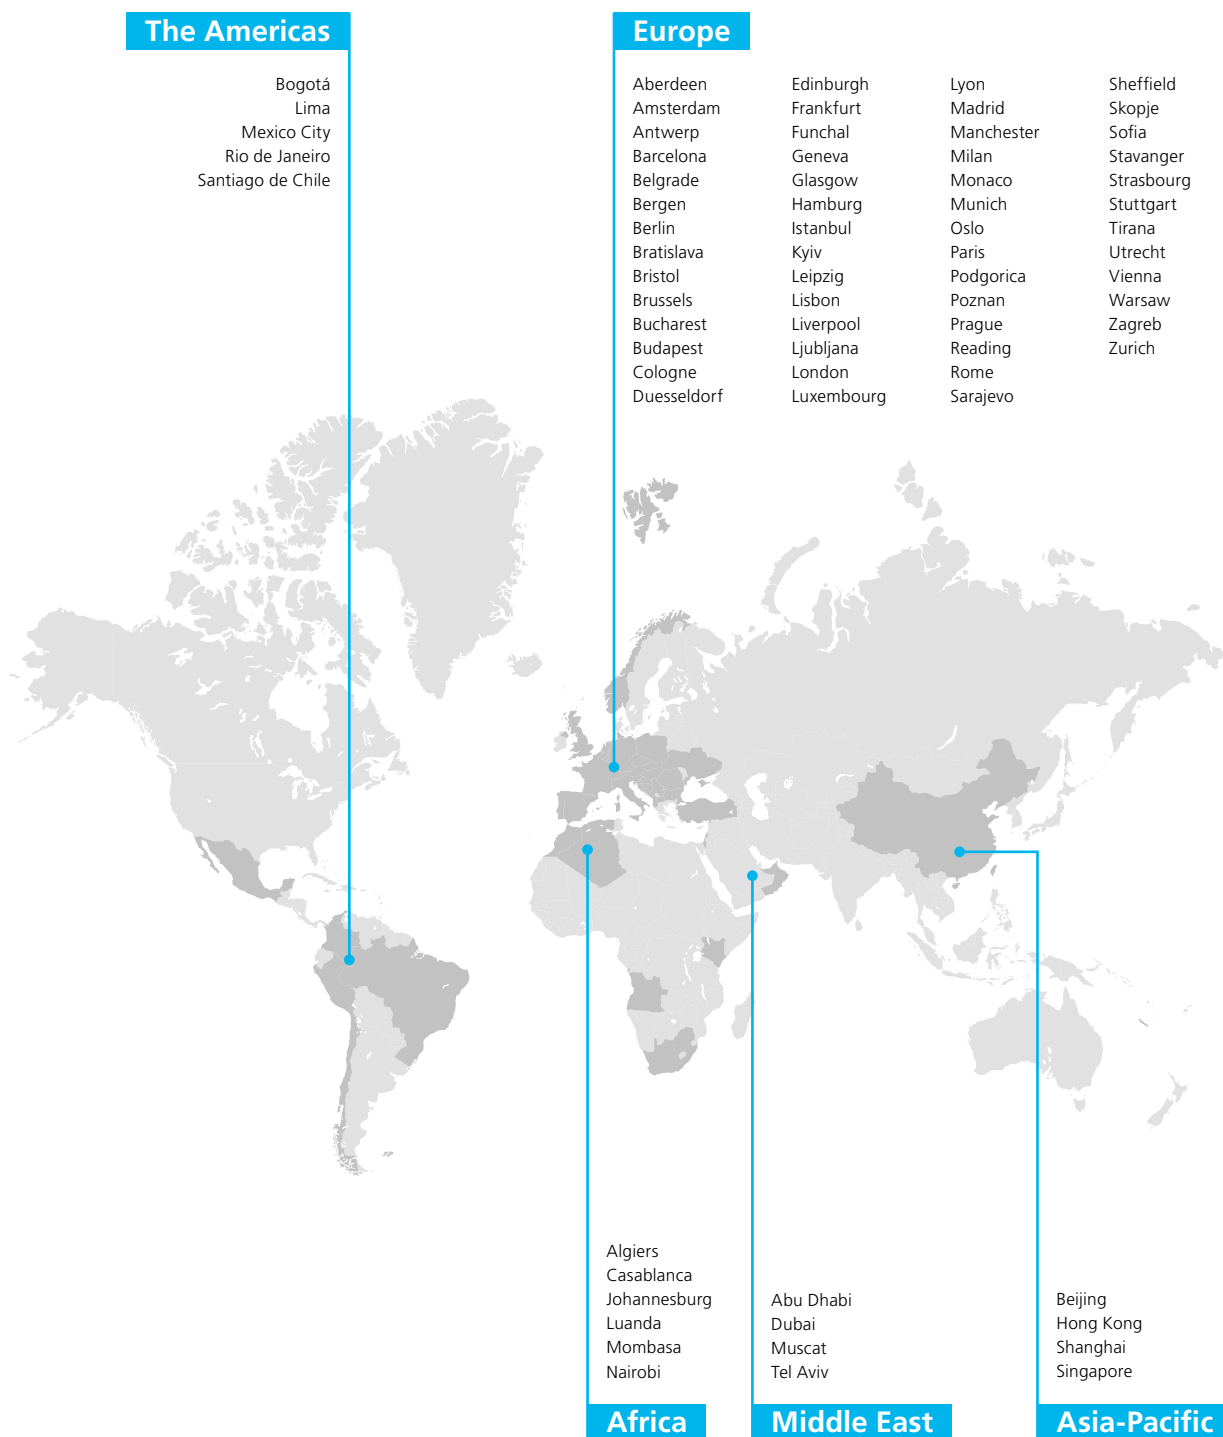 The Americas
Bogotá
Lima
Mexico City
Rio de Janeiro
Santiago de Chile
Europe
Aberdeen
Amsterdam
Antwerp
Barcelona
Belgrade
Bergen
Berlin
Bratislava
Bristol
Brussels
Bucharest
Budapest
Cologne
Duesseldorf
Edinburgh
Frankfurt
Funchal
Geneva
Glasgow
Hamburg
Istanbul
Kyiv
Leipzig
Lisbon
Liverpool
Ljubljana
London
Luxembourg
Lyon
Madrid
Manchester
Milan
Monaco
Munich
Oslo
Paris
Podgorica
Poznan
Prague
Reading
Rome
Sarajevo
Sheffield
Skopje
Sofia
Stavanger
Strasbourg
Stuttgart
Tirana
Utrecht
Vienna
Warsaw
Zagreb
Zurich
Algiers
Casablanca
Johannesburg
Luanda
Mombasa
Nairobi
Africa
Abu Dhabi
Dubai
Muscat
Tel Aviv
Middle East
Beijing
Hong Kong
Shanghai
Singapore
Asia-Pacific